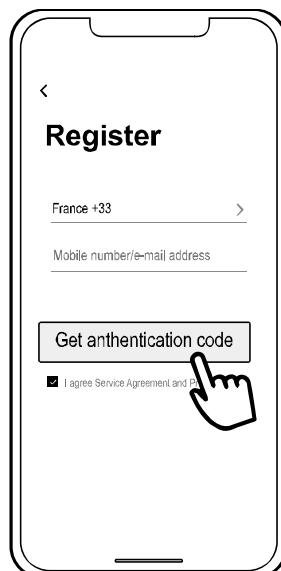 Register
France +33
Mobile number/e-mail address
Get anthentication code
I agree Service Agreement and